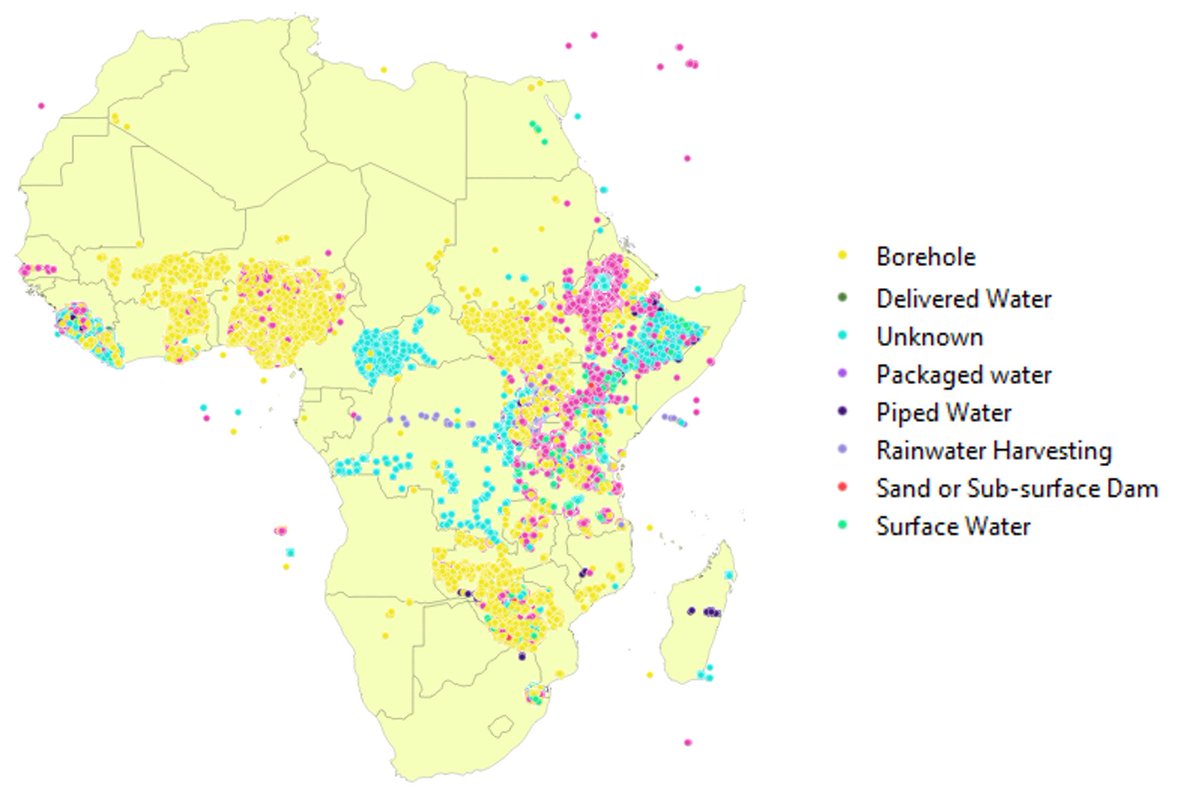 Borehole
Delivered Water
Unknown
Packaged water
Piped Water
Rainwater Harvesting
Sand or Sub-surface Dam
Surface Water